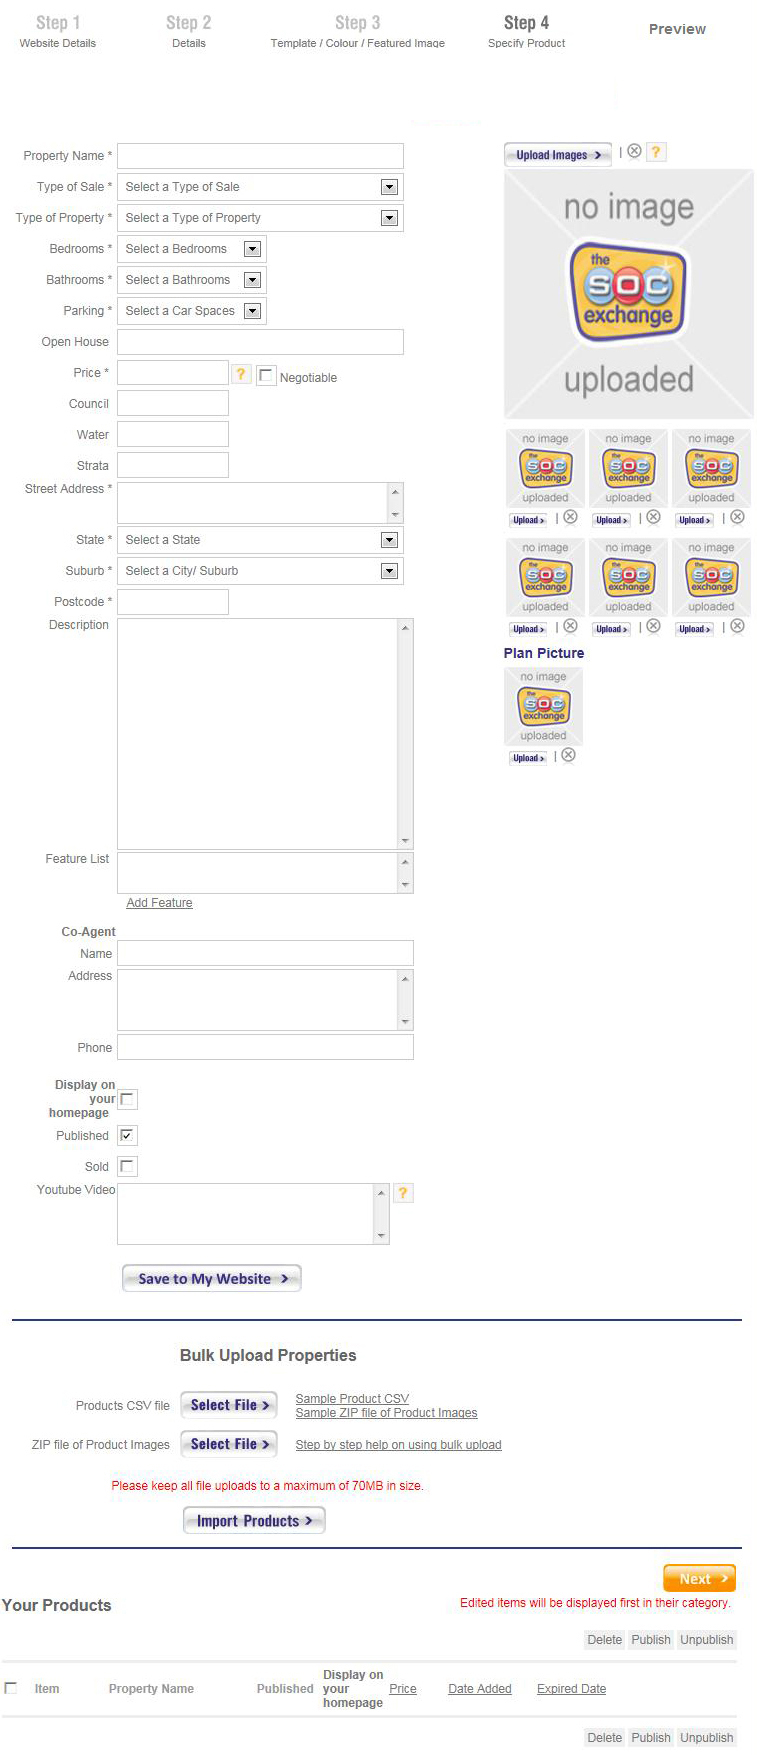 Step 1 Step 2 Step 3 Step 4 Preview
Website Details Details Template / Colour / Featured Image Specify Product
Property Name *
Type of Sale * Select a Type of Sale
Type of Property * Select a Type of Property
Bedrooms * Select a Bedrooms
Bathrooms * Select a Bathrooms
Parking * Select a Car Spaces
Open House
Price * ? Negotiable
Council
Water
Strata
Street Address *
State * Select a State
Suburb * Select a City/ Suburb
Postcode *
Description
Feature List
Add Feature
Co-Agent
Name
Address
Phone
Display on
your
homepage
Published
Sold
Youtube Video ?
Save to My Website >
Upload Images > | ?
no image
the
SOC
exchange
uploaded
no image no image no image
the the the
SOC SOC SOC
exchange exchange exchange
uploaded uploaded uploaded
Upload > | Upload > | Upload > |
no image no image no image
the the the
SOC SOC SOC
exchange exchange exchange
uploaded uploaded uploaded
Upload > | Upload > | Upload > |
Plan Picture
no image
the
SOC
exchange
uploaded
Upload > |
Bulk Upload Properties
Products CSV file Select File > Sample Product CSV
Sample ZIP file of Product Images
ZIP file of Product Images Select File > Step by step help on using bulk upload
Please keep all file uploads to a maximum of 70MB in size.
Import Products >
Next >
Your Products
Edited items will be displayed first in their category.
Delete Publish Unpublish
Item Property Name Published Display on your homepage Price Date Added Expired Date
Delete Publish Unpublish